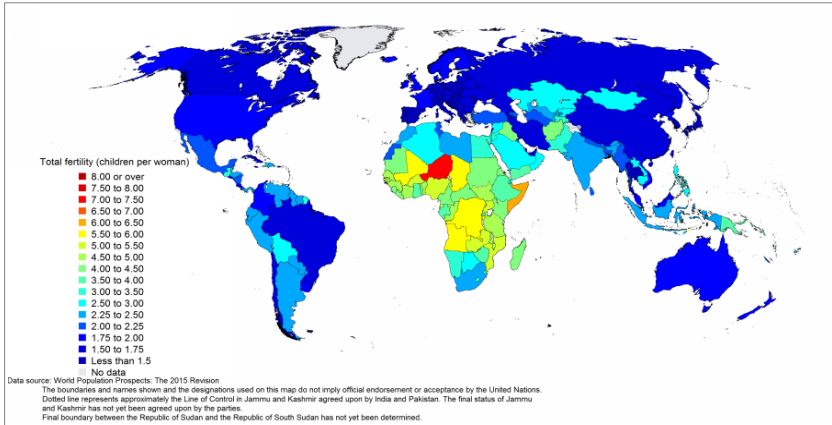 Total fertility (children per woman)
8.00 or over
7.50 to 8.00
7.00 to 7.50
6.50 to 7.00
6.00 to 6.50
5.50 to 6.00
5.00 to 5.50
4.50 to 5.00
4.00 to 4.50
3.50 to 4.00
3.00 to 3.50
2.50 to 3.00
2.25 to 2.50
2.00 to 2.25
1.75 to 2.00
1.50 to 1.75
Less than 1.5
No data
Data source: World Population Prospects: The 2015 Revision
The boundaries and names shown and the designations used on this map do not imply official endorsement or acceptance by the United Nations.
Dotted line represents approximately the Line of Control in Jammu and Kashmir agreed upon by India and Pakistan. The final status of Jammu
and Kashmir has not yet been agreed upon by the parties.
Final boundary between the Republic of Sudan and the Republic of South Sudan has not yet been determined.